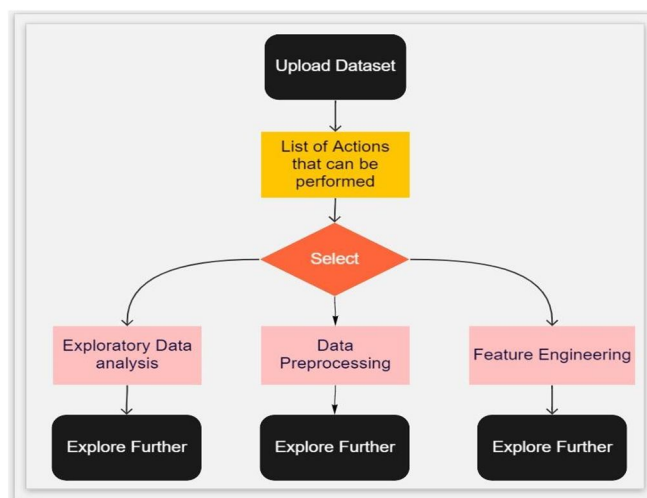 Upload Dataset
List of Actions
that can be
performed
Select
Exploratory Data
analysis
Data
Preprocessing
Feature Engineering
Explore Further
Explore Further
Explore Further